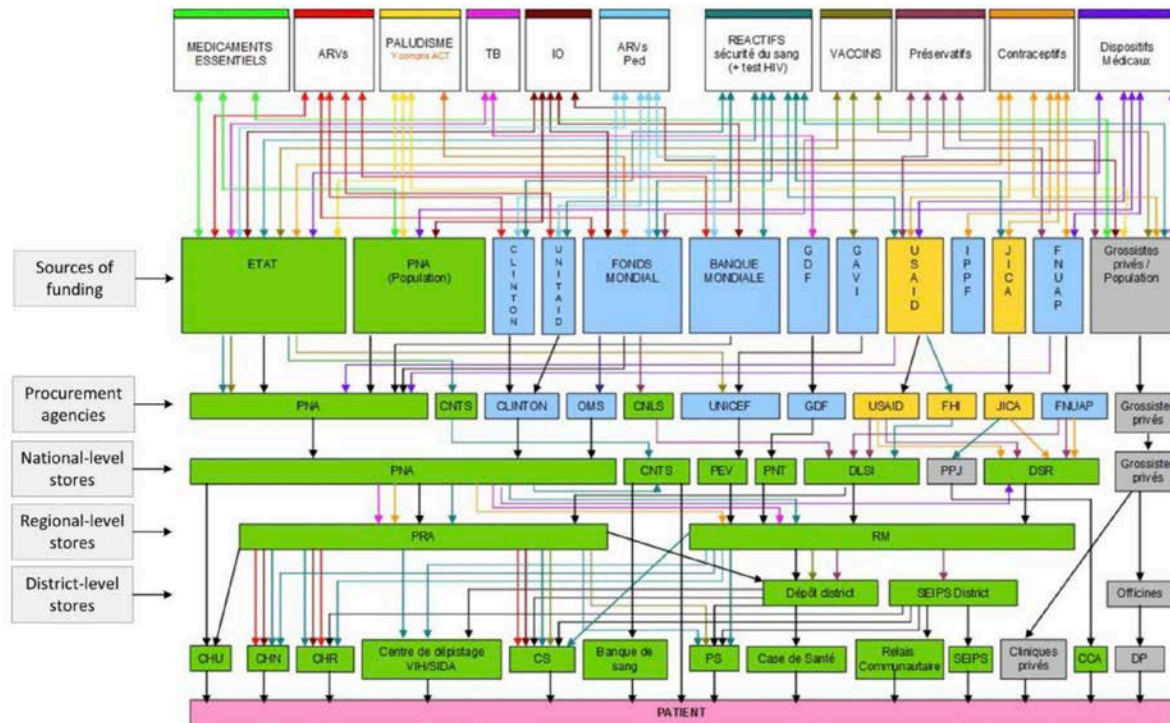 MEDICAMENTS
ESSENTIELS
ARVs
PALUDISME
Y compris ACT
TB
IO
ARVs
Ped
REACTIFS
sécurité du sang
(+ test HIV)
VACCINS
Préservatifs
Contraceptifs
Dispositifs
Médicaux
Sources of
funding
ETAT
PNA
(Population)
CLINTON
UNITAID
FONDS
MONDIAL
BANQUE
MONDIALE
GDF
GAVI
USAID
IPPF
JICA
FNUAP
Grossistes
privés /
Population
Procurement
agencies
PNA
CNTS
CLINTON
OMS
CNLS
UNICEF
GDF
USAID
FHI
JICA
FNUAP
Grossistes
privés
National-level
stores
PNA
CNTS
PEV
PNT
DLSI
PPJ
DSR
Grossistes
privés
Regional-level
stores
PRA
RM
District-level
stores
Dépôt district
SEIPS District
Officines
CHU
CHN
CHR
Centre de dépistage
VIH/SIDA
CS
Banque de
sang
PS
Case de Santé
Relais
Communautaire
SEIPS
Cliniques
privés
CCA
DP
PATIENT